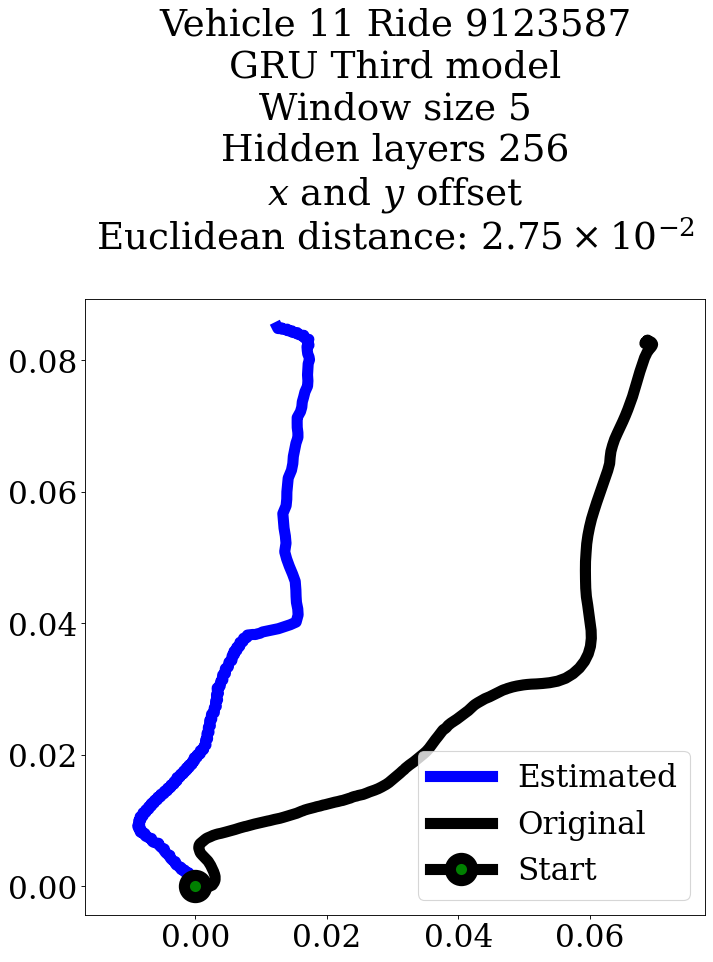 Vehicle 11 Ride 9123587
GRU Third model
Window size 5
Hidden layers 256
x and y offset
Euclidean distance: 2.75 × 10⁻²
0.08
0.06
0.04
0.02
0.00
Estimated
Original
Start
0.00 0.02 0.04 0.06